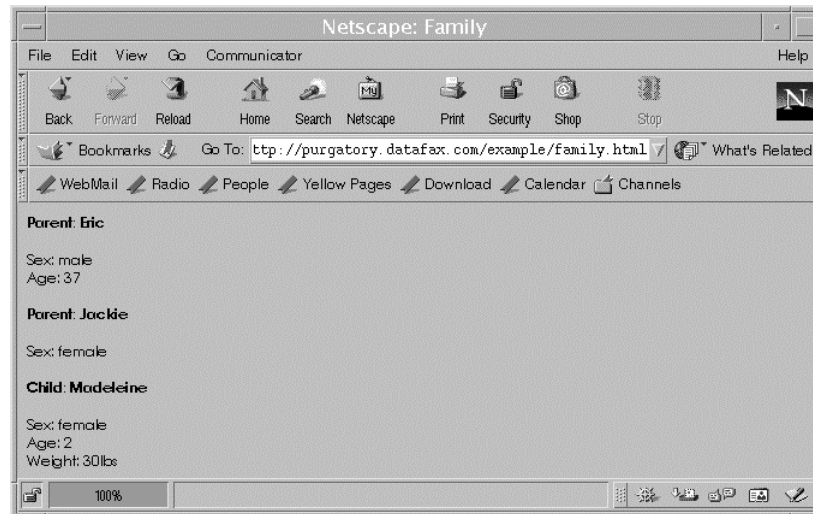 Netscape: Family
File Edit View Go Communicator Help
Back Forward Reload Home Search Netscape Print Security Shop Stop
My
N
Bookmarks Go To: ttp://purgatory.datafax.com/example/family.html What's Related
WebMail Radio People Yellow Pages Download Calendar Channels
Parent: Eric
Sex: male
Age: 37
Parent: Jackie
Sex: female
Child: Madeleine
Sex: female
Age: 2
Weight: 30lbs
100%